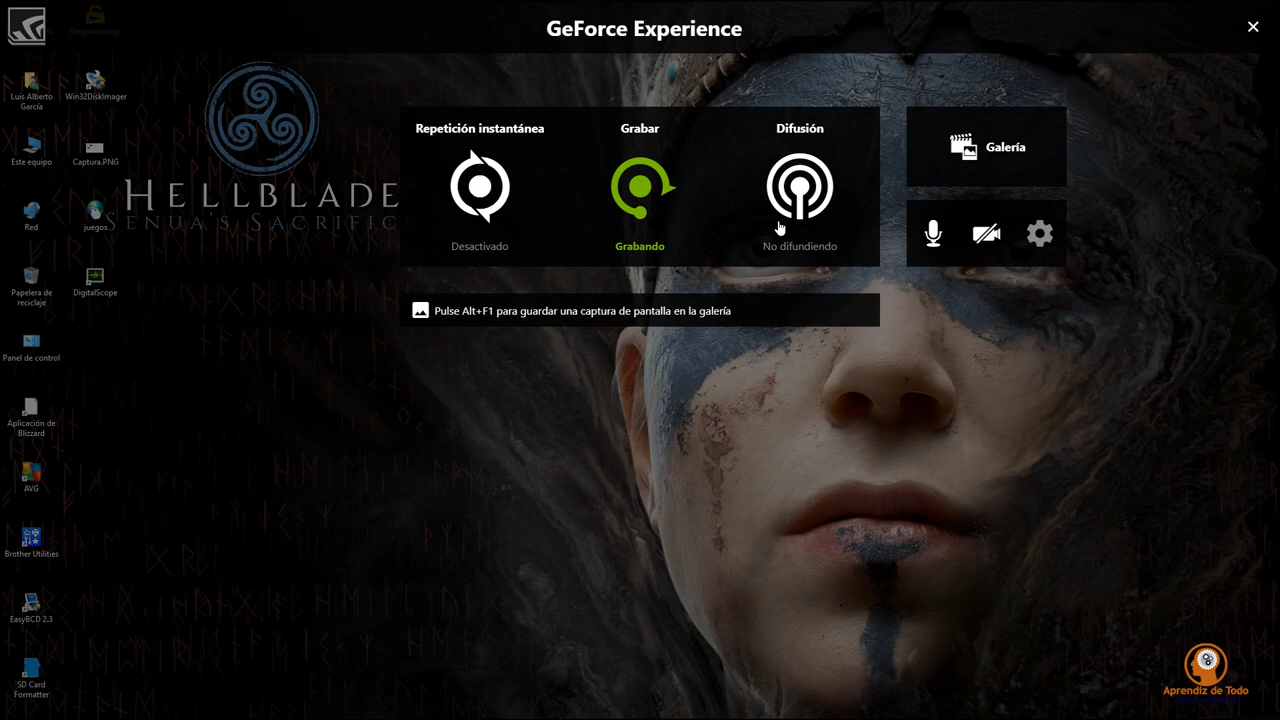 GeForce Experience
SteganoImage
Luis Alberto
García
Win32DiskImager
HELLBLADE
SENUA'S SACRIFICE
Repetición instantánea
Grabar
Difusión
Galería
Este equipo
Captura.PNG
Red
juegos
Desactivado
Grabando
No difundiendo
Papelera de
reciclaje
DigitalScope
Pulse Alt+F1 para guardar una captura de pantalla en la galería
Panel de control
Aplicación de
Blizzard
AVG
Brother Utilities
EasyBCD 2.3
SD Card
Formatter
Aprendiz de Todo